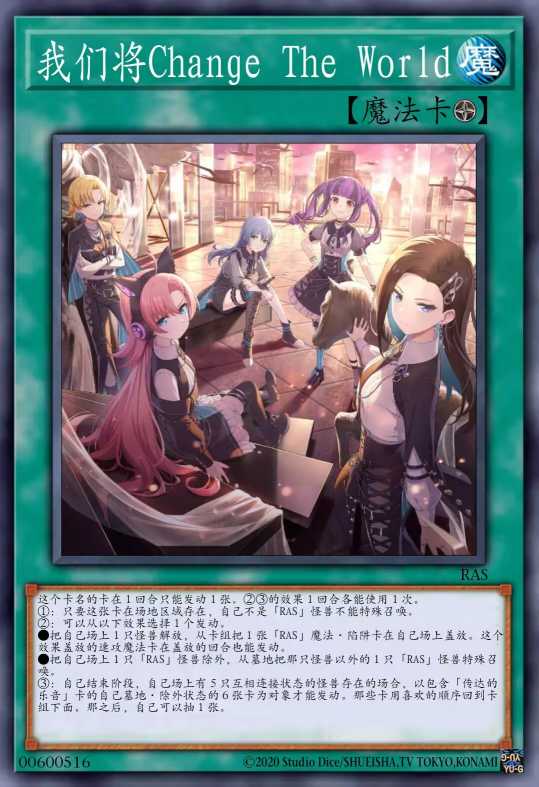 我们将Change The World
魔
【魔法卡】
RAS
这个卡名的卡在1回合只能发动1张，②③的效果1回合各能使用1次。
①：只要这张卡在场地区域存在，自己不是「RAS」怪兽不能特殊召唤。
②：可以从以下效果选择1个发动。
●把自己场上1只怪兽解放，从卡组把1张「RAS」魔法·陷阱卡在自己场上盖放。这个
效果盖放的速攻魔法卡在盖放的回合也能发动。
●把自己场上1只「RAS」怪兽除外，从墓地把那只怪兽以外的1只「RAS」怪兽特殊召
唤。
③：自己结束阶段，自己场上有5只互相连接状态的怪兽存在的场合，以包含「传达的
乐音」卡的自己墓地·除外状态的6张卡为对象才能发动。那些卡用喜欢的顺序回到卡
组下面。那之后，自己可以抽1张。
00600516
©2020 Studio Dice/SHUEISHA,TV TOKYO,KONAMI
YU-G